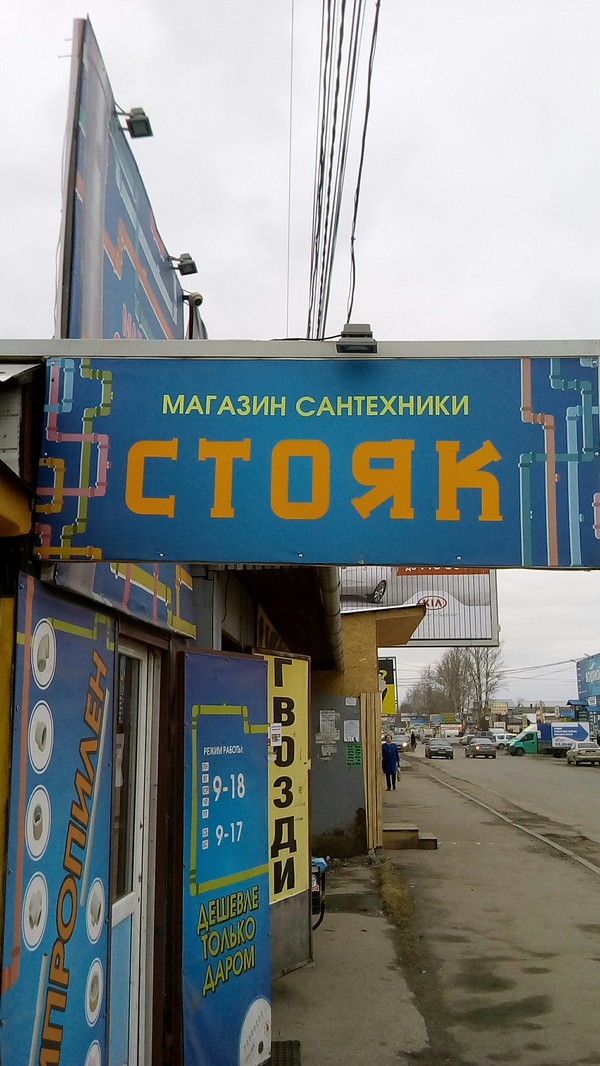 МАГАЗИН САНТЕХНИКИ
СТОЯК
KIA
РЕЖИМ РАБОТЫ:
9-18
9-17
ДЕШЕВЛЕ
ТОЛЬКО
ДАРОМ
ГВОЗДИ